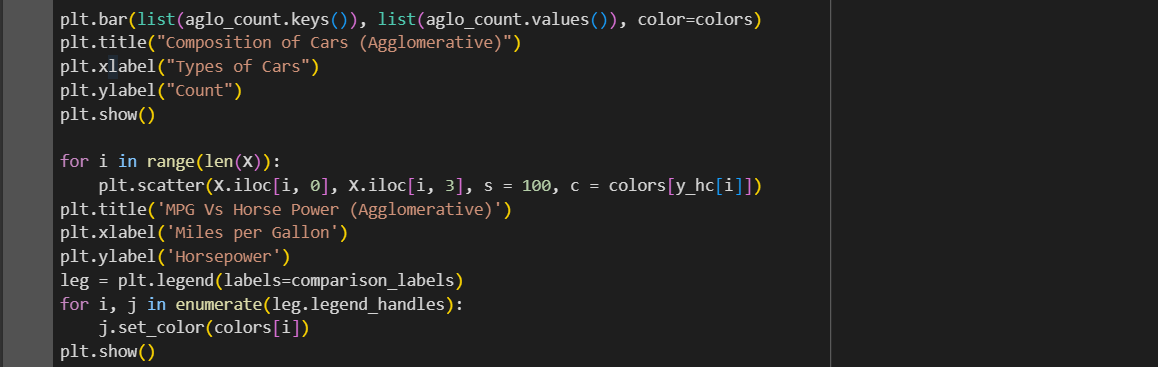 plt.bar(list(aglo_count.keys()), list(aglo_count.values()), color=colors)
plt.title("Composition of Cars (Agglomerative)")
plt.xlabel("Types of Cars")
plt.ylabel("Count")
plt.show()

for i in range(len(X)):
    plt.scatter(X.iloc[i, 0], X.iloc[i, 3], s = 100, c = colors[y_hc[i]])
plt.title('MPG Vs Horse Power (Agglomerative)')
plt.xlabel('Miles per Gallon')
plt.ylabel('Horsepower')
leg = plt.legend(labels=comparison_labels)
for i, j in enumerate(leg.legend_handles):
    j.set_color(colors[i])
plt.show()